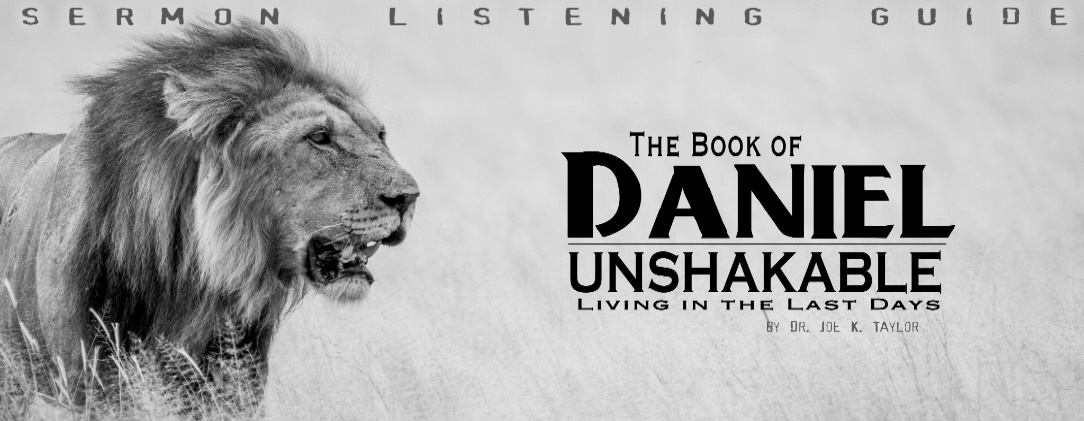 SERMON LISTENING GUIDE
THE BOOK OF
DANIEL
UNSHAKABLE
LIVING IN THE LAST DAYS
BY DR. JOE K. TAYLOR